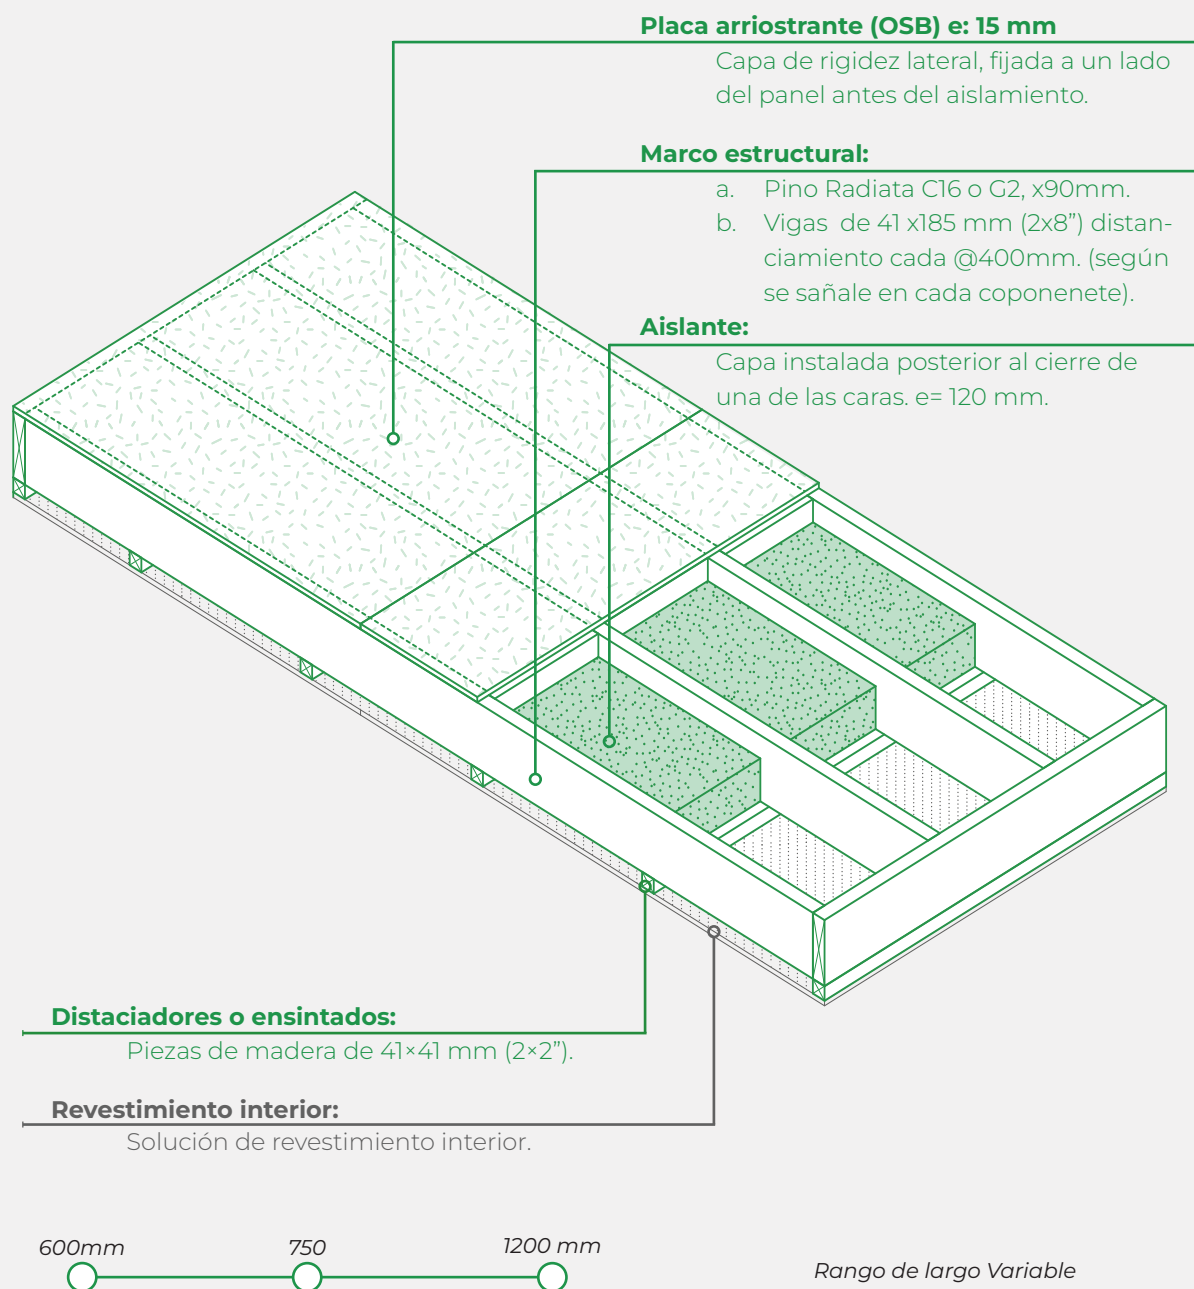 Placa arriostrante (OSB) e: 15 mm
Capa de rigidez lateral, fijada a un lado
del panel antes del aislamiento.
Marco estructural:
a. Pino Radiata C16 o G2, x90mm.
b. Vigas de 41 x185 mm (2x8”) distan-
ciamiento cada @400mm. (según
se sañale en cada coponenete).
Aislante:
Capa instalada posterior al cierre de
una de las caras. e= 120 mm.
Distaciadores o ensintados:
Piezas de madera de 41×41 mm (2×2”).
Revestimiento interior:
Solución de revestimiento interior.
600mm 750 1200 mm
Rango de largo Variable